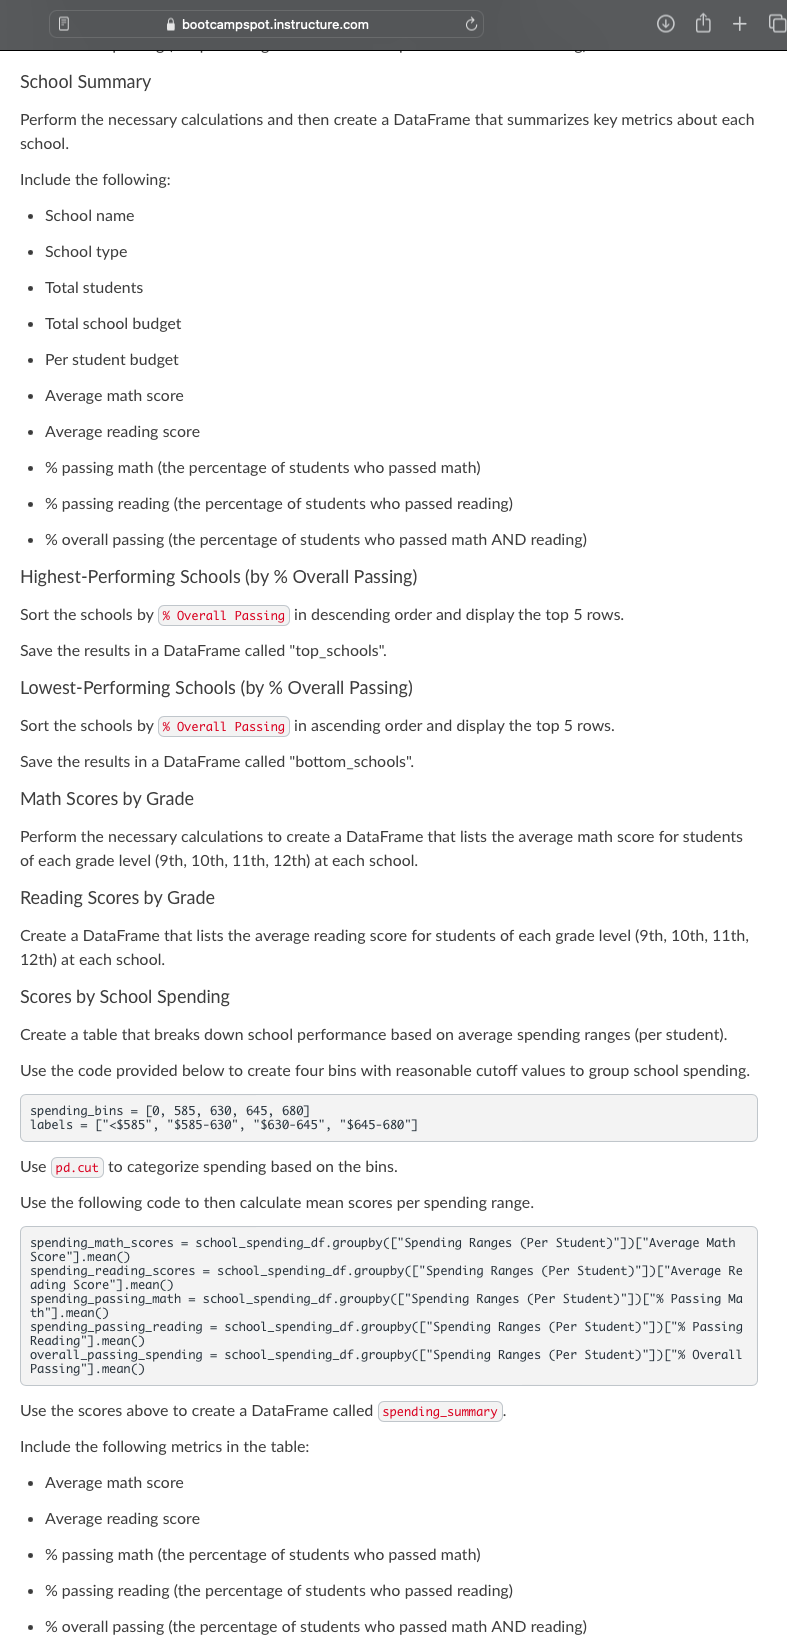 bootcampspot.instructure.com
School Summary
Perform the necessary calculations and then create a DataFrame that summarizes key metrics about each
school.
Include the following:
• School name
• School type
• Total students
• Total school budget
• Per student budget
• Average math score
• Average reading score
• % passing math (the percentage of students who passed math)
• % passing reading (the percentage of students who passed reading)
• % overall passing (the percentage of students who passed math AND reading)
Highest-Performing Schools (by % Overall Passing)
Sort the schools by % Overall Passing in descending order and display the top 5 rows.
Save the results in a DataFrame called "top_schools".
Lowest-Performing Schools (by % Overall Passing)
Sort the schools by % Overall Passing in ascending order and display the top 5 rows.
Save the results in a DataFrame called "bottom_schools".
Math Scores by Grade
Perform the necessary calculations to create a DataFrame that lists the average math score for students
of each grade level (9th, 10th, 11th, 12th) at each school.
Reading Scores by Grade
Create a DataFrame that lists the average reading score for students of each grade level (9th, 10th, 11th,
12th) at each school.
Scores by School Spending
Create a table that breaks down school performance based on average spending ranges (per student).
Use the code provided below to create four bins with reasonable cutoff values to group school spending.
spending_bins = [0, 585, 630, 645, 680]
labels = ["<$585", "$585-630", "$630-645", "$645-680"]
Use pd.cut to categorize spending based on the bins.
Use the following code to then calculate mean scores per spending range.
spending_math_scores = school_spending_df.groupby(["Spending Ranges (Per Student)"])["Average Math
Score"].mean()
spending_reading_scores = school_spending_df.groupby(["Spending Ranges (Per Student)"])["Average Re
ading Score"].mean()
spending_passing_math = school_spending_df.groupby(["Spending Ranges (Per Student)"])["% Passing Ma
th"].mean()
spending_passing_reading = school_spending_df.groupby(["Spending Ranges (Per Student)"])["% Passing
Reading"].mean()
overall_passing_spending = school_spending_df.groupby(["Spending Ranges (Per Student)"])["% Overall
Passing"].mean()
Use the scores above to create a DataFrame called spending_summary.
Include the following metrics in the table:
• Average math score
• Average reading score
• % passing math (the percentage of students who passed math)
• % passing reading (the percentage of students who passed reading)
• % overall passing (the percentage of students who passed math AND reading)